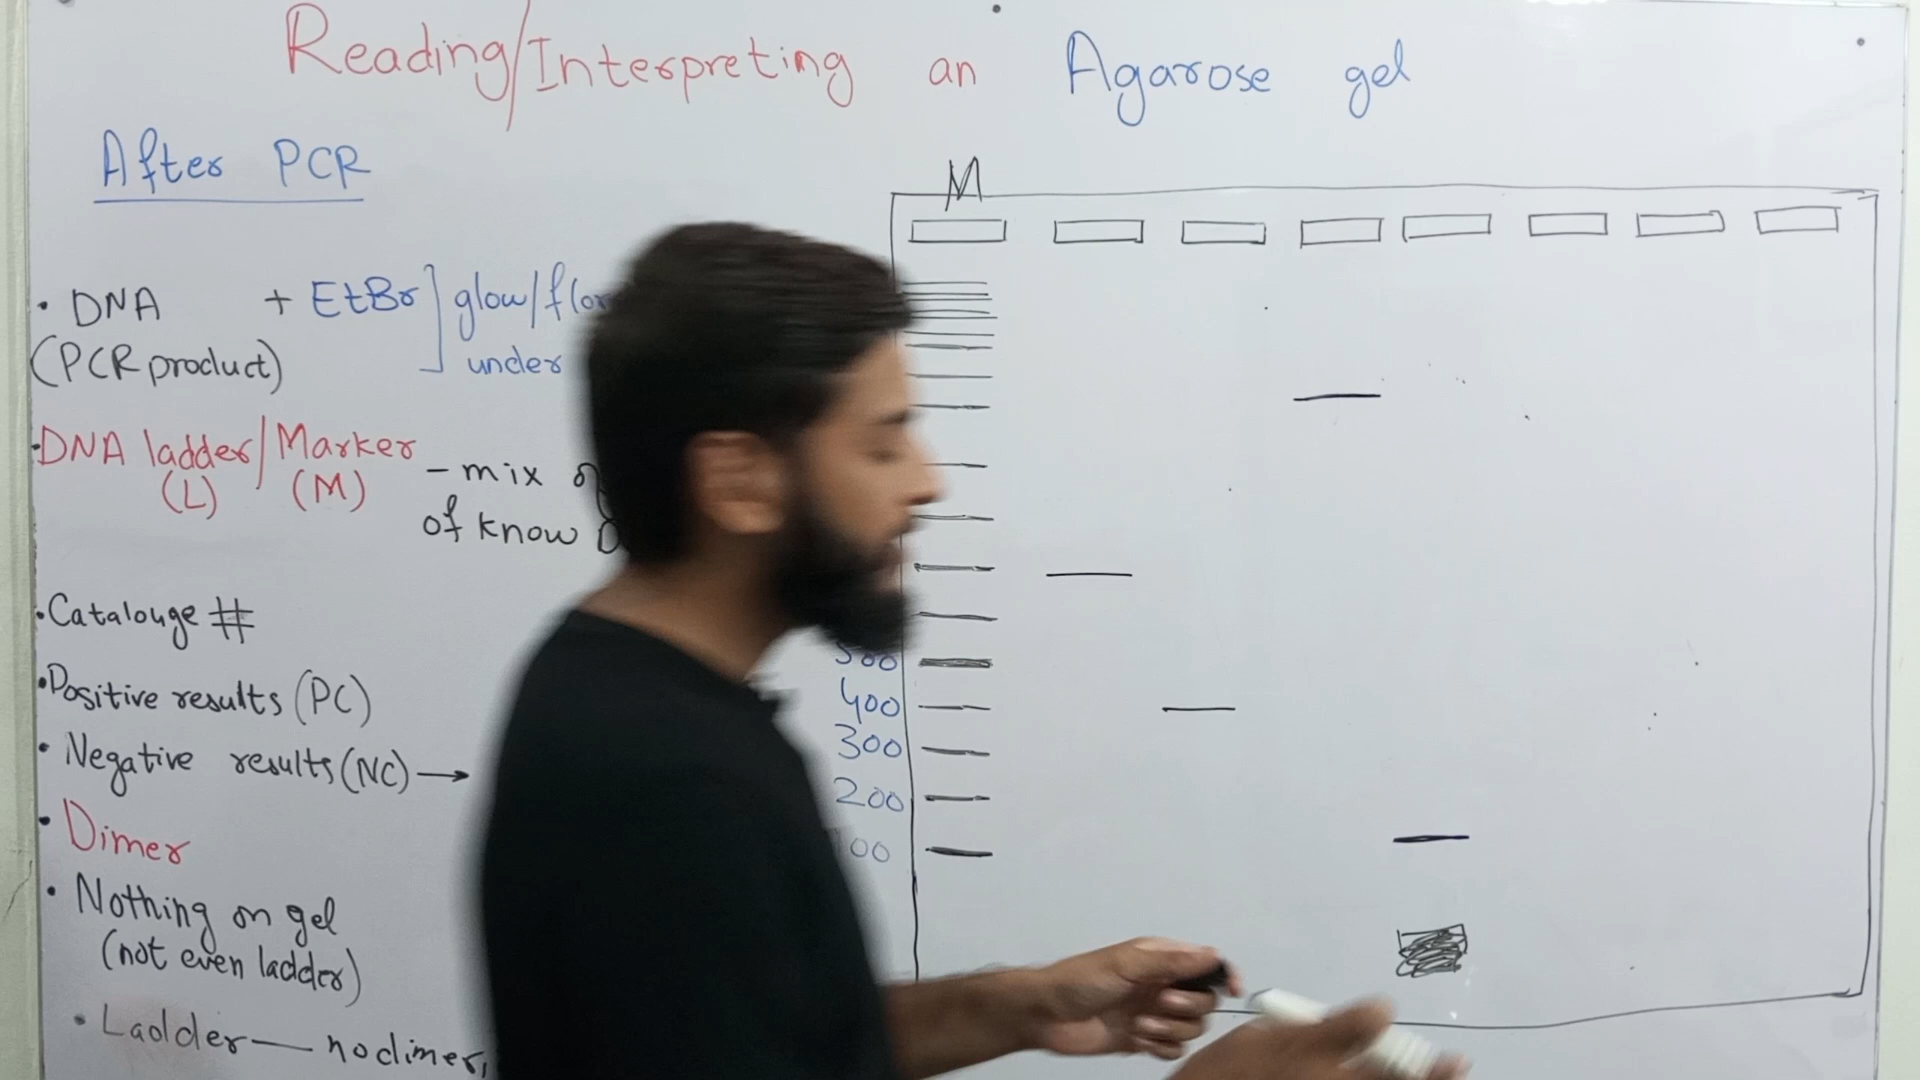 Reading/Interpreting an Agarose gel
After PCR
M
• DNA + EtBr ] glow/
(PCR product) under
• DNA ladder/Marker - mix
(L) (M)
of know
• Catalouge #
• Positive results (PC)
• Negative results (NC) →
• Dimer
• Nothing on gel
(not even ladder)
• Ladder — no dimer,
500
400
300
200
00